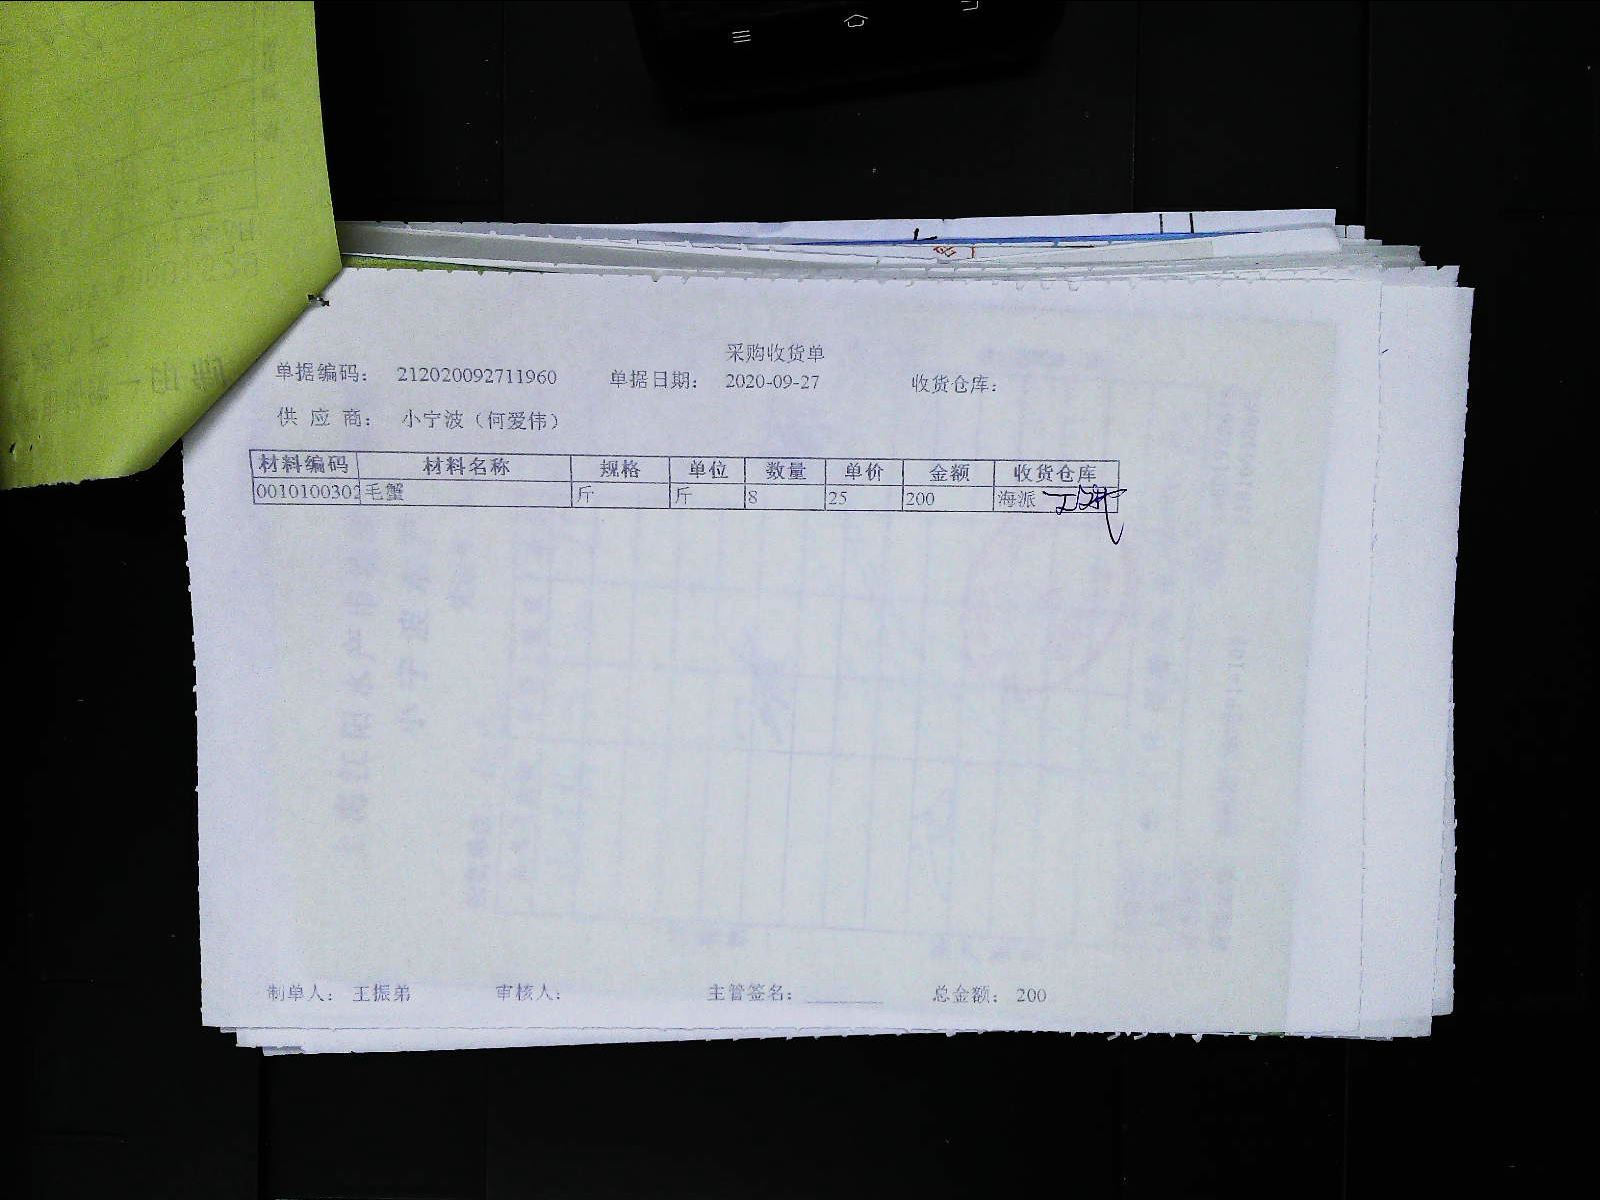 采购收货单
单据编码： 212020092711960 单据日期： 2020-09-27 收货仓库：
供 应 商： 小宁波（何爱伟）
材料编码 材料名称 规格 单位 数量 单价 金额 收货仓库
0010100302 毛蟹 斤 斤 8 25 200 海派
制单人： 王振弟 审核人： 主管签名： 总金额： 200